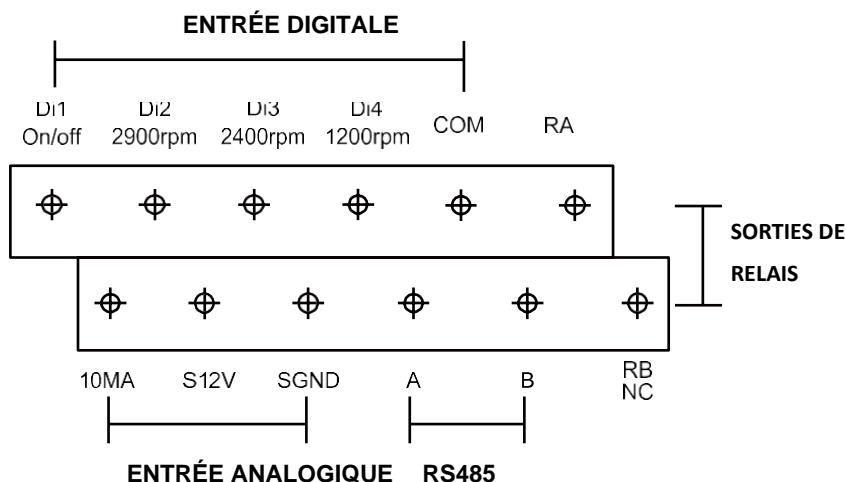 ENTRÉE DIGITALE
Di1 Di2 Di3 Di4 COM RA
On/off 2900rpm 2400rpm 1200rpm
SORTIES DE
RELAIS
10MA S12V SGND A B RB
NC
ENTRÉE ANALOGIQUE RS485